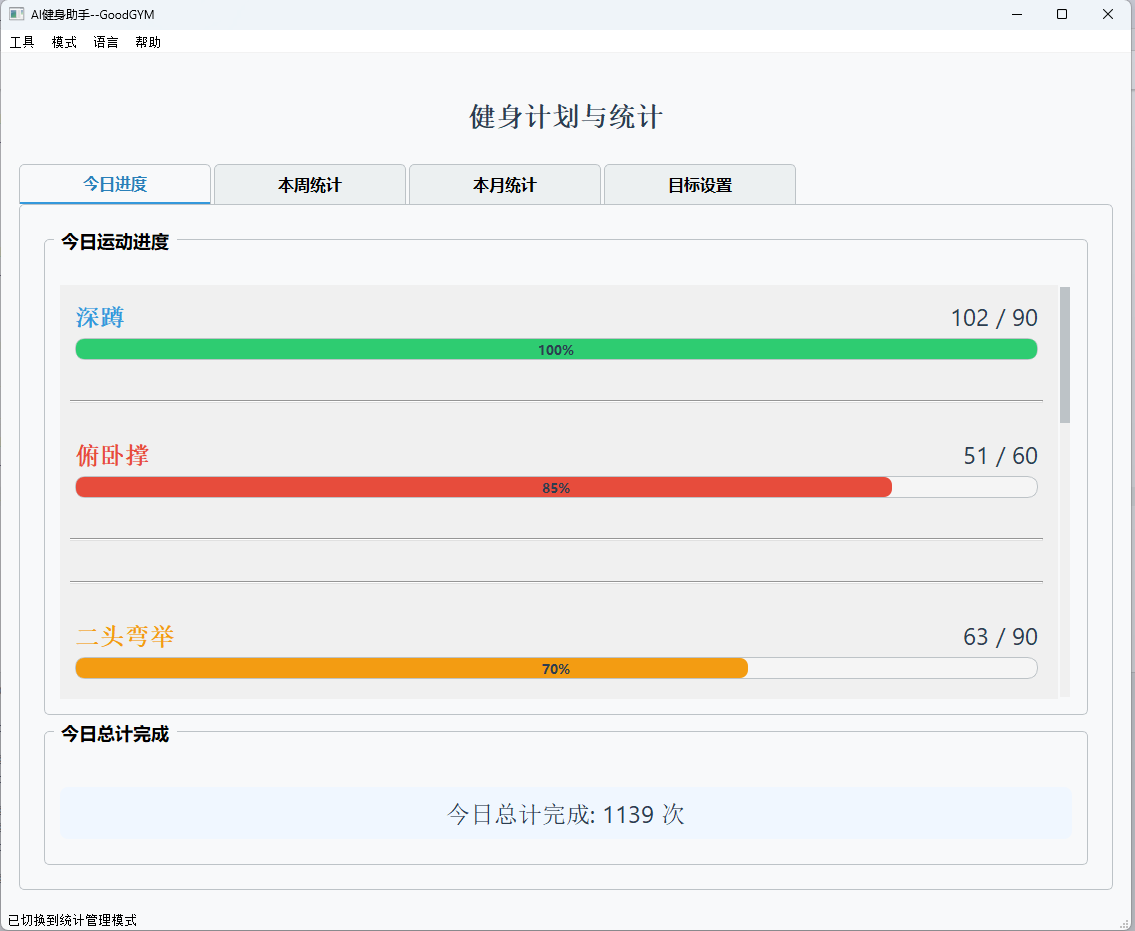 AI健身助手--GoodGYM
工具 模式 语言 帮助
健身计划与统计
今日进度 本周统计 本月统计 目标设置
今日运动进度
深蹲 102 / 90
100%
俯卧撑 51 / 60
85%
二头弯举 63 / 90
70%
今日总计完成
今日总计完成: 1139 次
已切换到统计管理模式